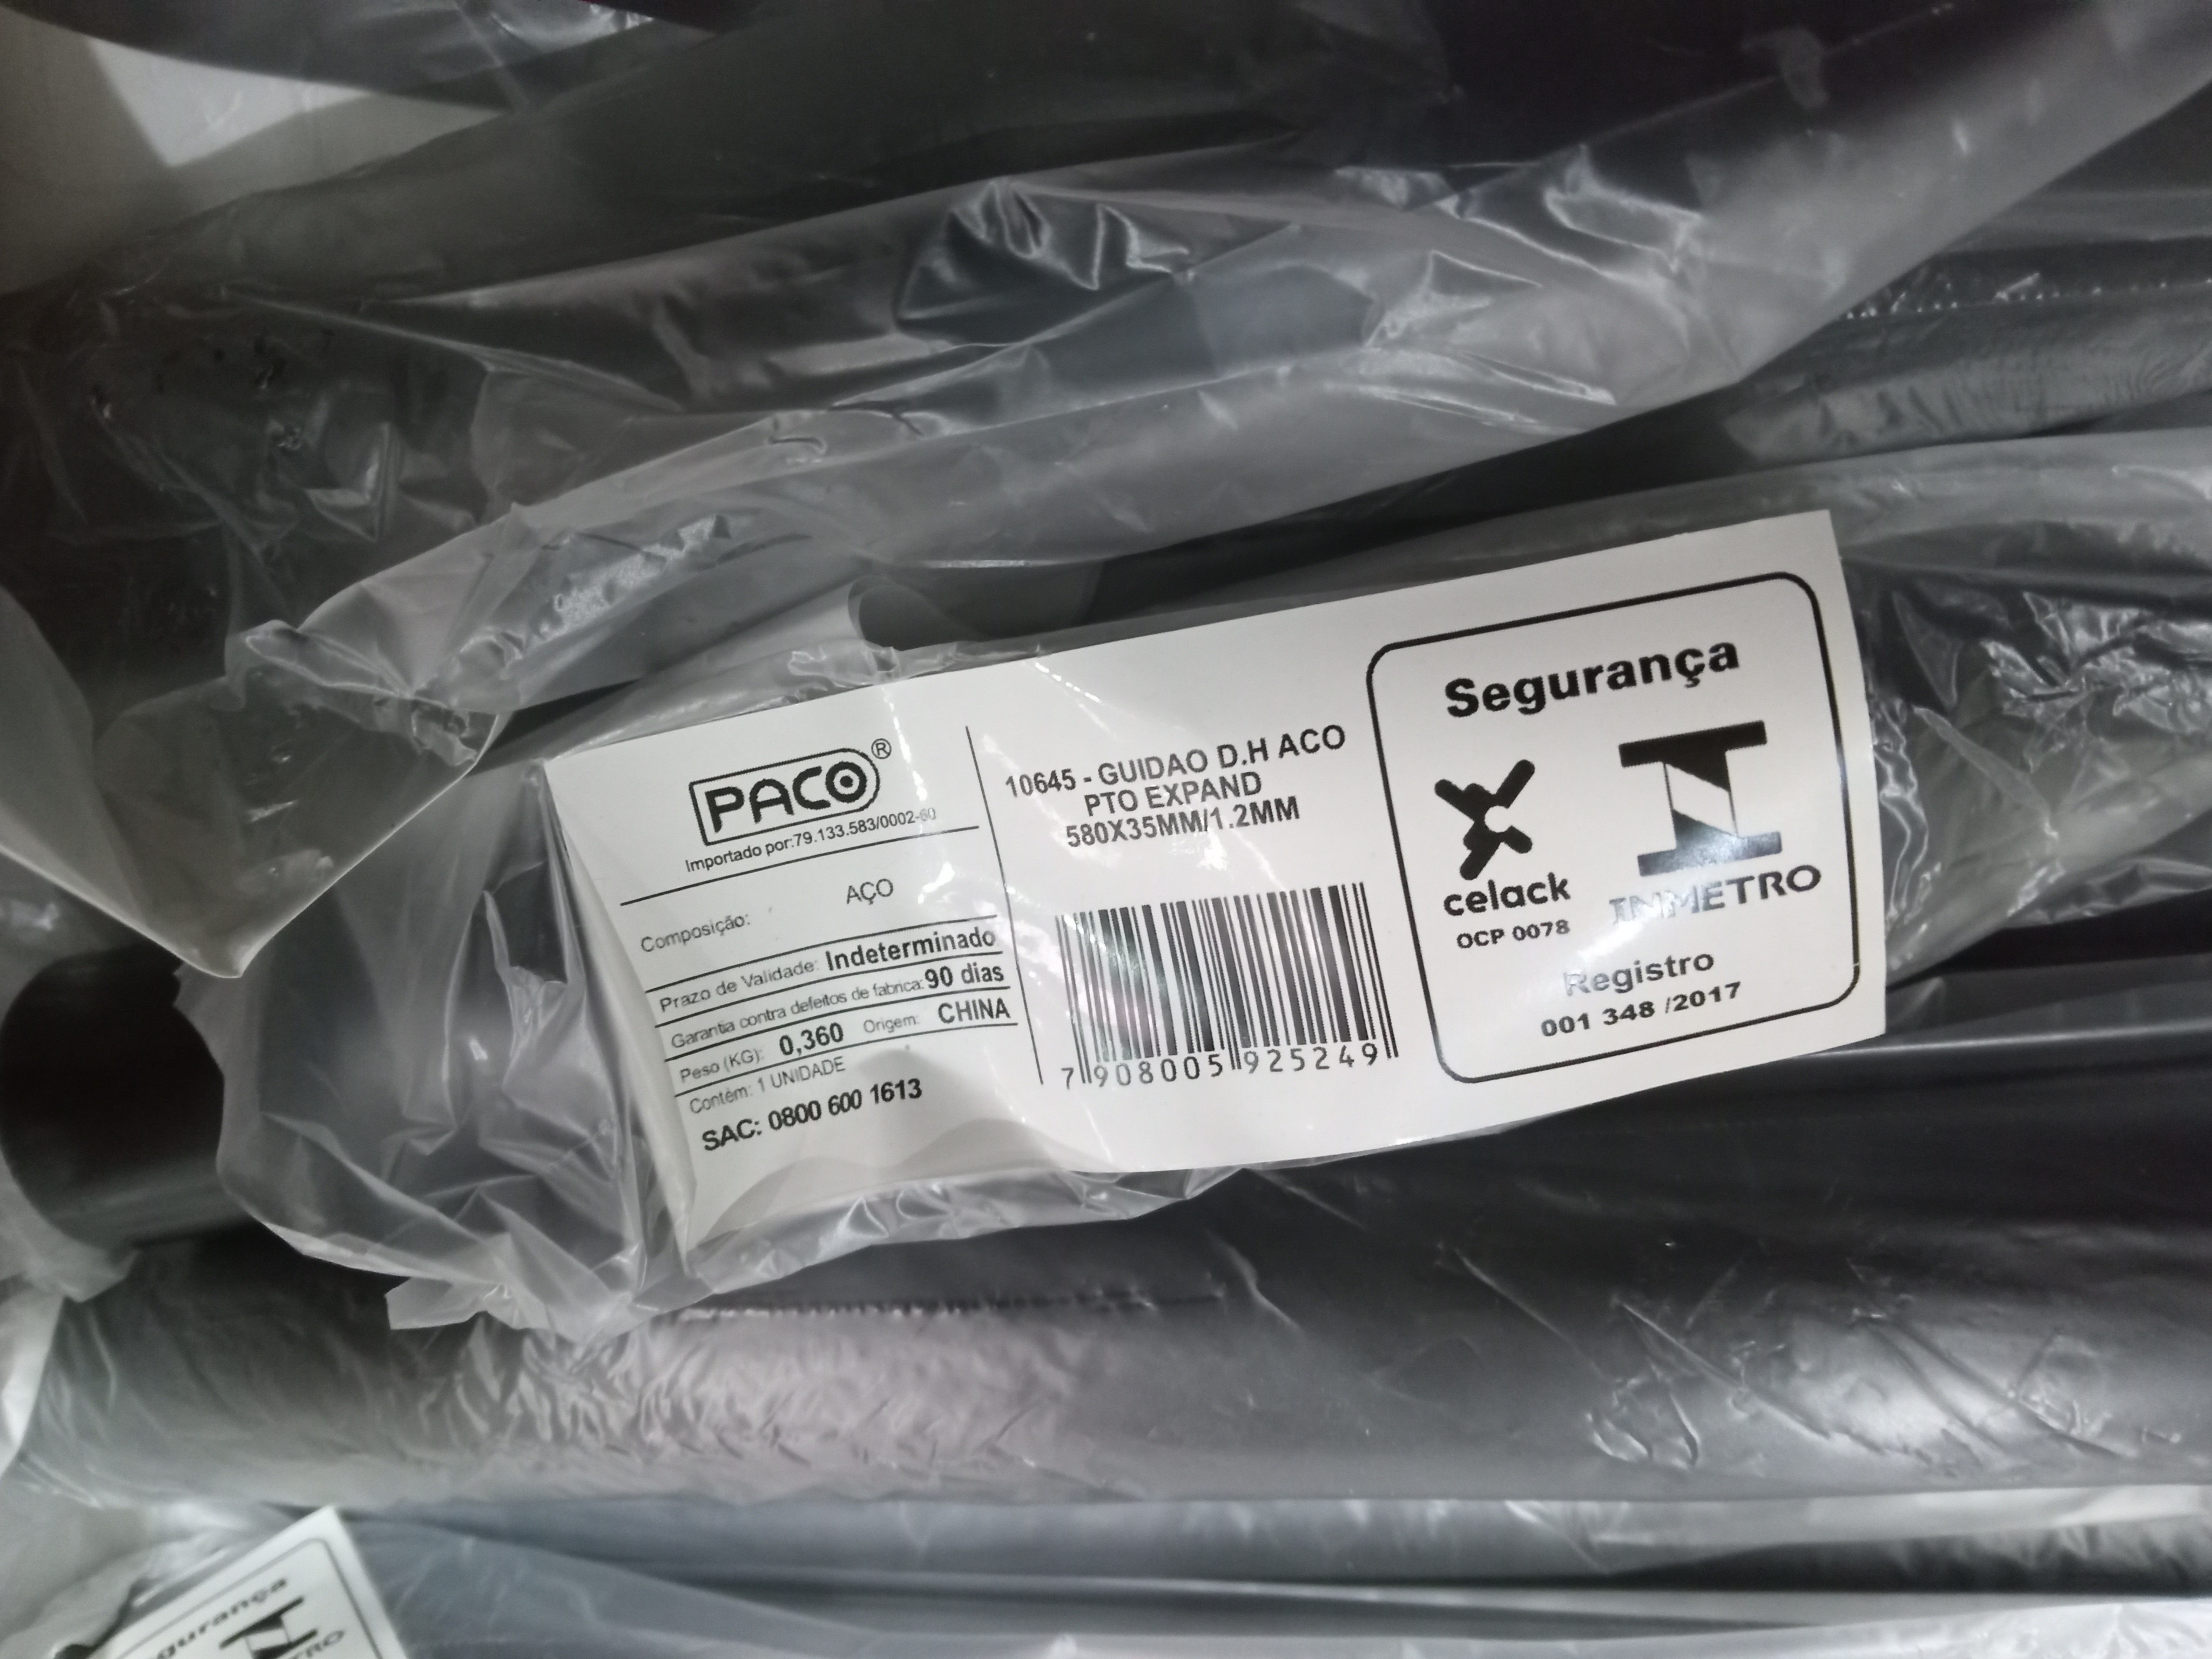 PACO®
Importado por:79.133.583/0002-60
Composição: AÇO
Prazo de Validade: Indeterminado
Garantia contra defeitos de fabrica: 90 dias
Peso (KG): 0,360 Origem: CHINA
Contém: 1 UNIDADE
SAC: 0800 600 1613
10645 - GUIDAO D.H ACO
PTO EXPAND
580X35MM/1.2MM
7 908005 925249
Segurança
celack
OCP 0078
INMETRO
Registro
001 348 /2017